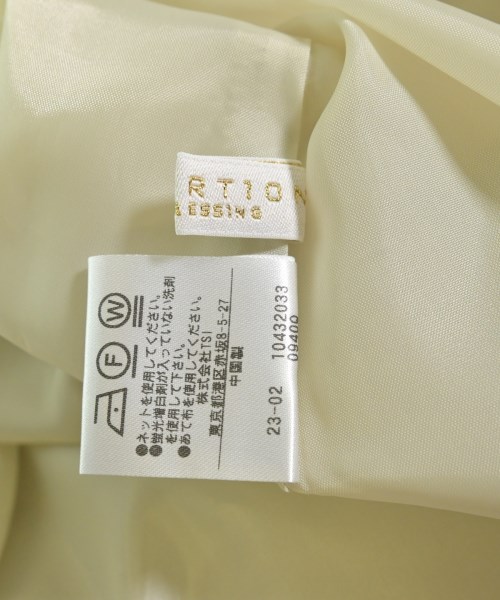 RTION
ESSING
Ⓕ Ⓦ
●ネットを使用してください。
●蛍光増白剤が入っていない洗剤
を使用して下さい。
●あて布を使用してください。
株式会社TSI
東京都港区赤坂8-5-27
中国製
23-02 10432033
09400